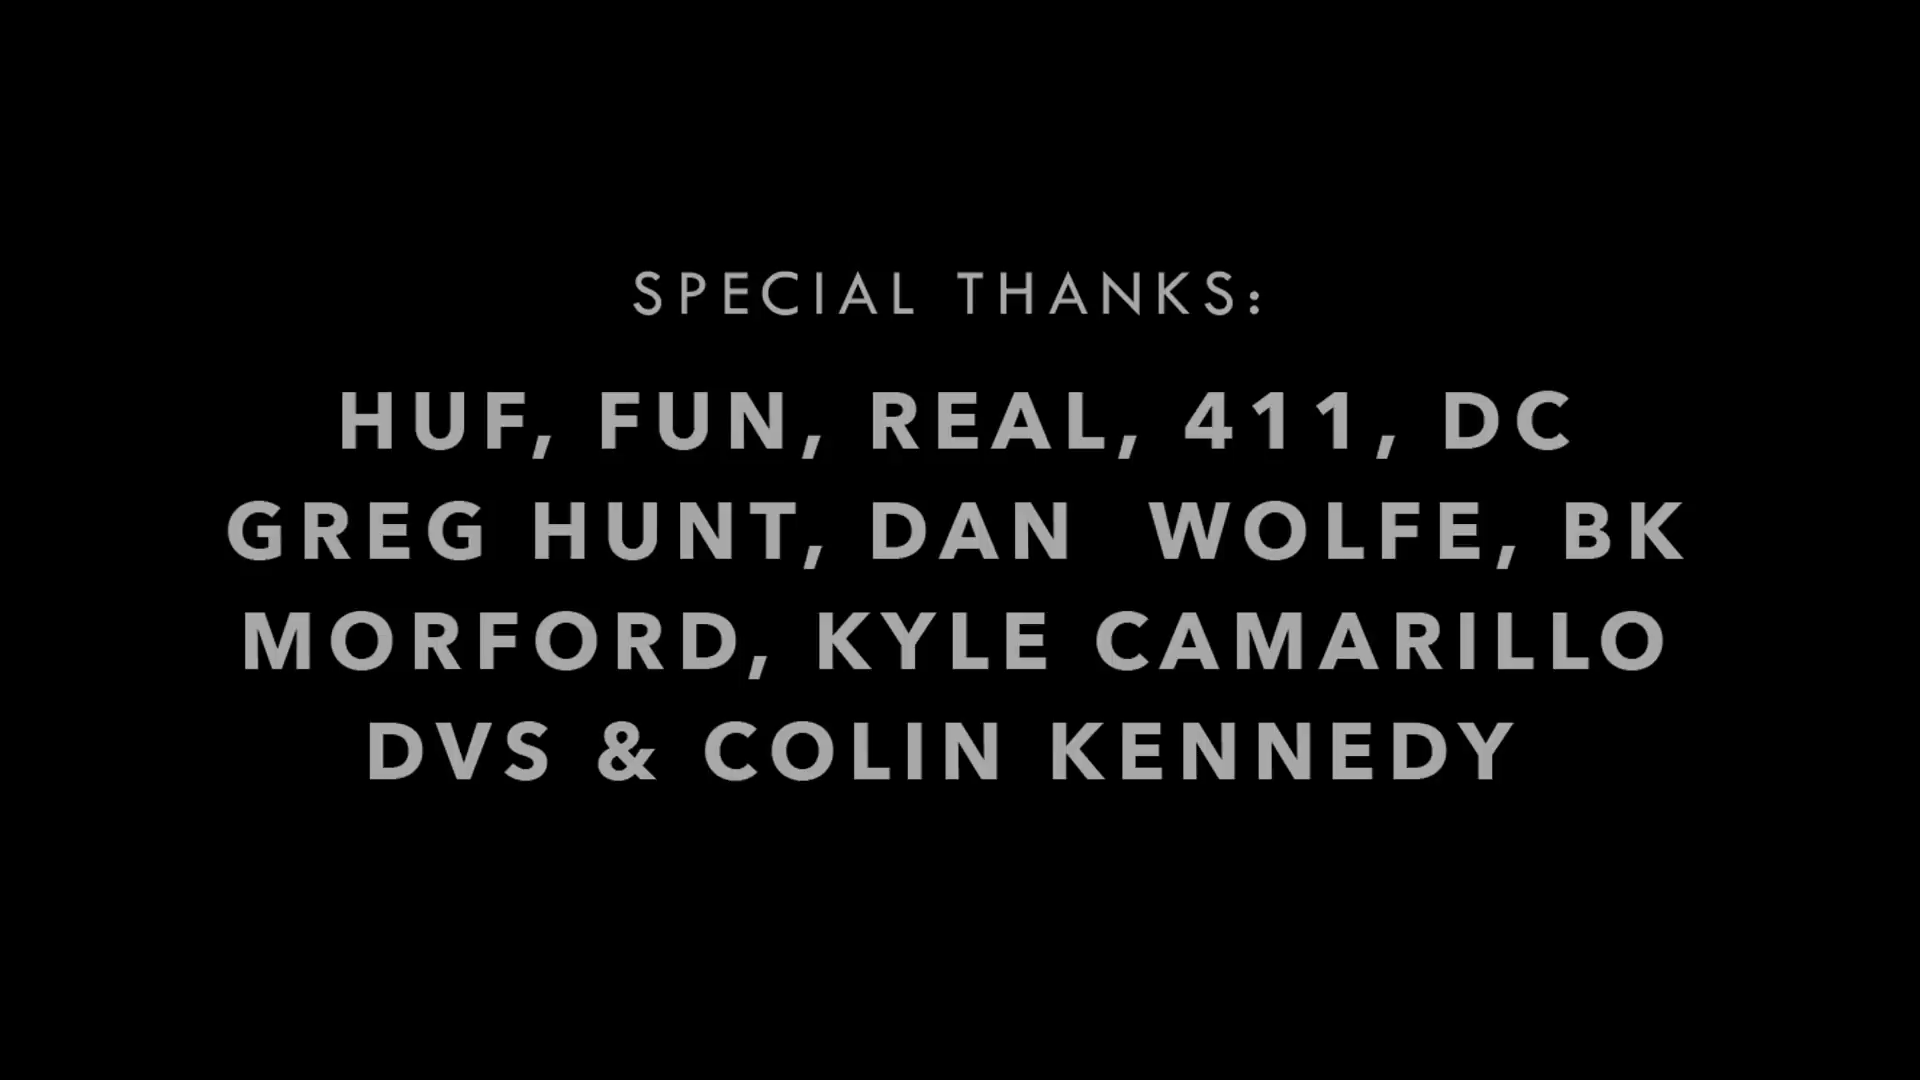 SPECIAL THANKS:
HUF, FUN, REAL, 411, DC
GREG HUNT, DAN  WOLFE, BK
MORFORD, KYLE CAMARILLO
DVS & COLIN KENNEDY